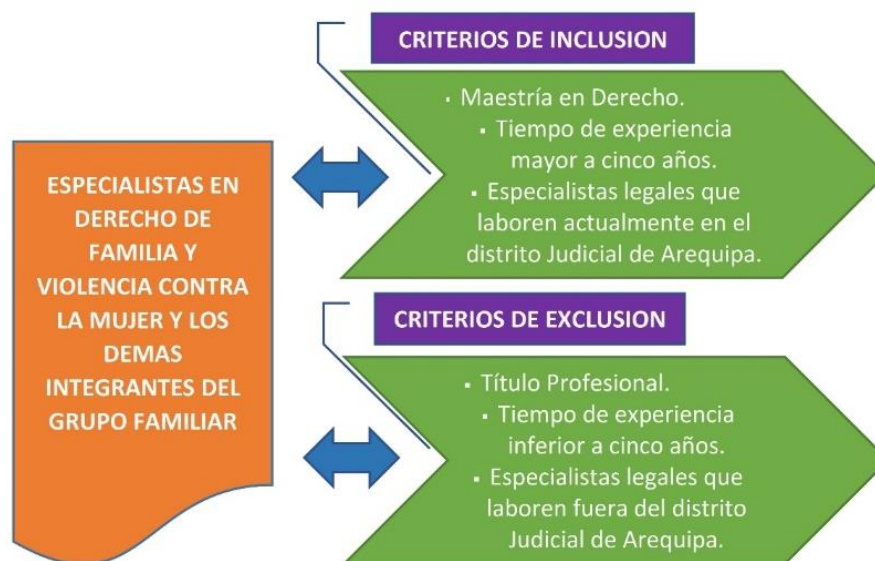 CRITERIOS DE INCLUSION
▪ Maestría en Derecho.
▪ Tiempo de experiencia
mayor a cinco años.
▪ Especialistas legales que
laboren actualmente en el
distrito Judicial de Arequipa.
ESPECIALISTAS EN
DERECHO DE
FAMILIA Y
VIOLENCIA CONTRA
LA MUJER Y LOS
DEMAS
INTEGRANTES DEL
GRUPO FAMILIAR
CRITERIOS DE EXCLUSION
▪ Título Profesional.
▪ Tiempo de experiencia
inferior a cinco años.
▪ Especialistas legales que
laboren fuera del distrito
Judicial de Arequipa.